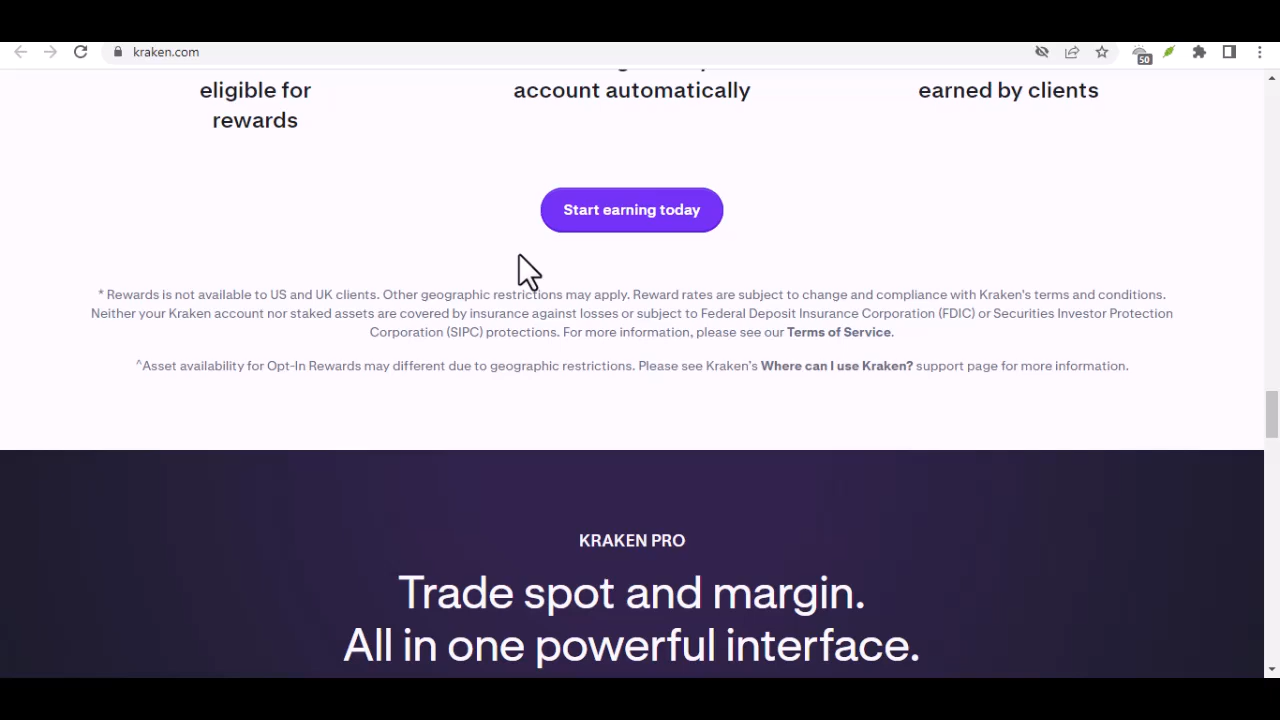 kraken.com
50
eligible for
account automatically
earned by clients
rewards
Start earning today
* Rewards is not available to US and UK clients. Other geographic restrictions may apply. Reward rates are subject to change and compliance with Kraken's terms and conditions.
Neither your Kraken account nor staked assets are covered by insurance against losses or subject to Federal Deposit Insurance Corporation (FDIC) or Securities Investor Protection
Corporation (SIPC) protections. For more information, please see our Terms of Service.
^Asset availability for Opt-In Rewards may different due to geographic restrictions. Please see Kraken's Where can I use Kraken? support page for more information.
KRAKEN PRO
Trade spot and margin.
All in one powerful interface.